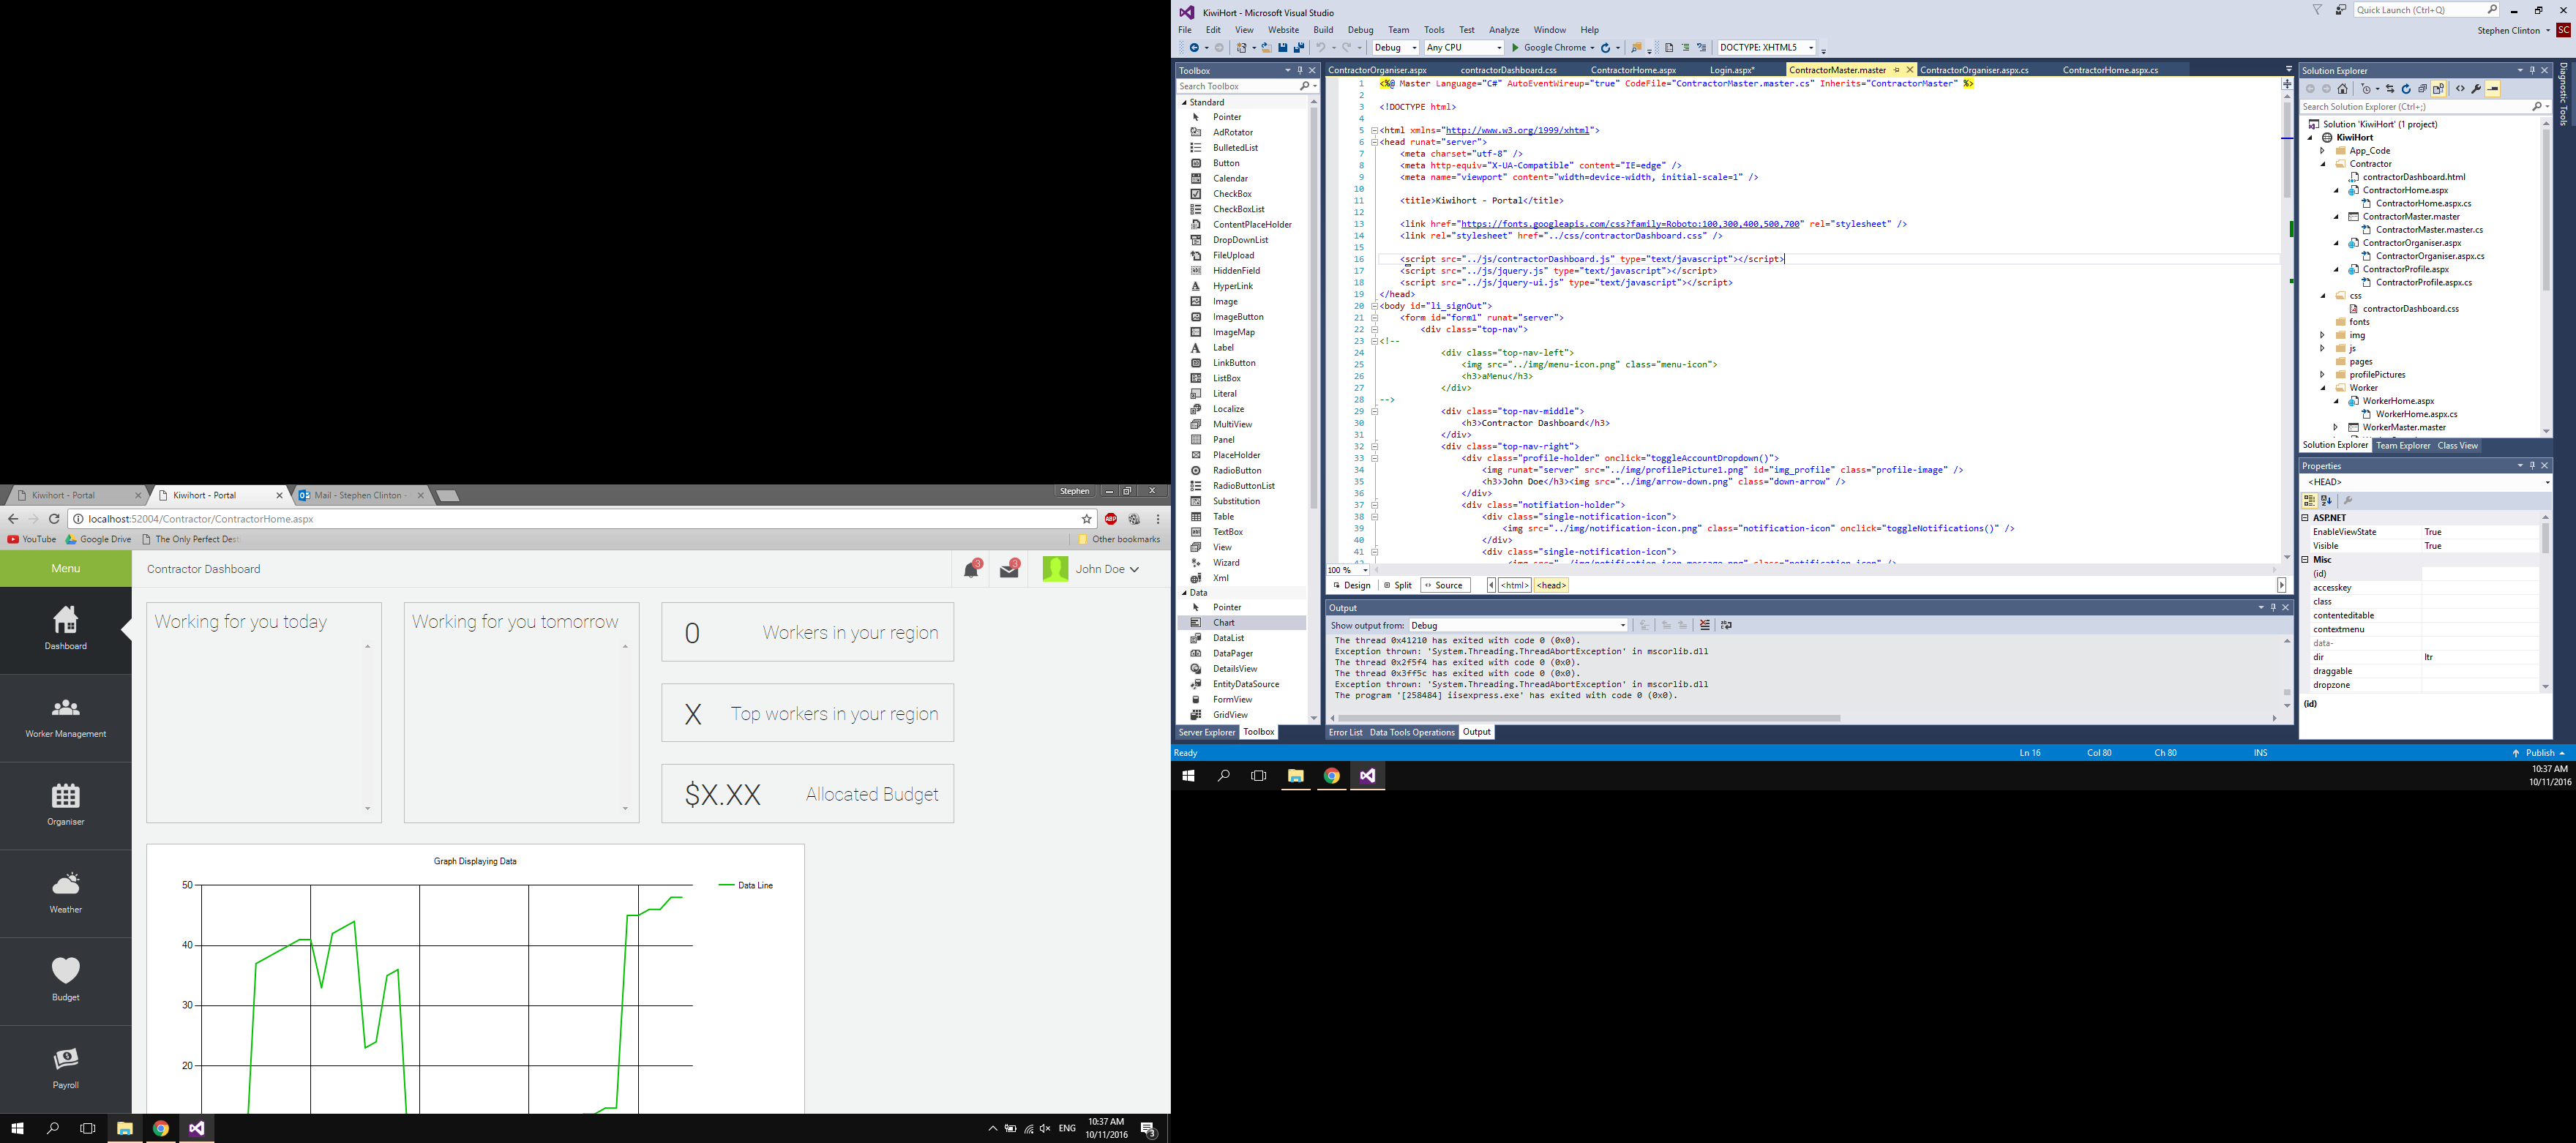 Kiwihort - Portal
Kiwihort - Portal
Mail - Stephen Clinton -
Stephen
localhost:52004/Contractor/ContractorHome.aspx
ABP
YouTube
Google Drive
The Only Perfect Des
Other bookmarks
Menu
Contractor Dashboard
3
3
John Doe
Dashboard
Worker Management
Organiser
Weather
Budget
Payroll
Working for you today
Working for you tomorrow
0 Workers in your region
X Top workers in your region
$X.XX Allocated Budget
Graph Displaying Data
Data Line
50
40
30
20
ENG
10:37 AM
10/11/2016
3
KiwiHort - Microsoft Visual Studio
Quick Launch (Ctrl+Q)
File Edit View Website Build Debug Team Tools Test Analyze Window Help
Stephen Clinton SC
Debug Any CPU Google Chrome DOCTYPE: XHTML5
Toolbox
Search Toolbox
Standard
Pointer
AdRotator
BulletedList
Button
Calendar
CheckBox
CheckBoxList
ContentPlaceHolder
DropDownList
FileUpload
HiddenField
HyperLink
Image
ImageButton
ImageMap
Label
LinkButton
ListBox
Literal
Localize
MultiView
Panel
PlaceHolder
RadioButton
RadioButtonList
Substitution
Table
TextBox
View
Wizard
Xml
Data
Pointer
Chart
DataList
DataPager
DetailsView
EntityDataSource
FormView
GridView
Server Explorer Toolbox
ContractorOrganiser.aspx contractorDashboard.css ContractorHome.aspx Login.aspx* ContractorMaster.master ContractorOrganiser.aspx.cs ContractorHome.aspx.cs
1 <%@ Master Language="C#" AutoEventWireup="true" CodeFile="ContractorMaster.master.cs" Inherits="ContractorMaster" %>
2
3 <!DOCTYPE html>
4
5 <html xmlns="http://www.w3.org/1999/xhtml">
6 <head runat="server">
7 <meta charset="utf-8" />
8 <meta http-equiv="X-UA-Compatible" content="IE=edge" />
9 <meta name="viewport" content="width=device-width, initial-scale=1" />
10
11 <title>Kiwihort - Portal</title>
12
13 <link href="https://fonts.googleapis.com/css?family=Roboto:100,300,400,500,700" rel="stylesheet" />
14 <link rel="stylesheet" href="../css/contractorDashboard.css" />
15
16 <script src="../js/contractorDashboard.js" type="text/javascript"></script>
17 <script src="../js/jquery.js" type="text/javascript"></script>
18 <script src="../js/jquery-ui.js" type="text/javascript"></script>
19 </head>
20 <body id="li_signOut">
21 <form id="form1" runat="server">
22 <div class="top-nav">
23 <!--
24 <div class="top-nav-left">
25 <img src="../img/menu-icon.png" class="menu-icon">
26 <h3>aMenu</h3>
27 </div>
28 -->
29 <div class="top-nav-middle">
30 <h3>Contractor Dashboard</h3>
31 </div>
32 <div class="top-nav-right">
33 <div class="profile-holder" onclick="toggleAccountDropdown()">
34 <img runat="server" src="../img/profilePicture1.png" id="img_profile" class="profile-image" />
35 <h3>John Doe</h3><img src="../img/arrow-down.png" class="down-arrow" />
36 </div>
37 <div class="notifiation-holder">
38 <div class="single-notification-icon">
39 <img src="../img/notification-icon.png" class="notification-icon" onclick="toggleNotifications()" />
40 </div>
41 <div class="single-notification-icon">
100 %
Design Split Source <html> <head>
Output
Show output from: Debug
The thread 0x41210 has exited with code 0 (0x0).
Exception thrown: 'System.Threading.ThreadAbortException' in mscorlib.dll
The thread 0x2f5f4 has exited with code 0 (0x0).
The thread 0x3ff5c has exited with code 0 (0x0).
Exception thrown: 'System.Threading.ThreadAbortException' in mscorlib.dll
The program '[258484] iisexpress.exe' has exited with code 0 (0x0).
Error List Data Tools Operations Output
Solution Explorer
Search Solution Explorer (Ctrl+;)
Solution 'KiwiHort' (1 project)
KiwiHort
App_Code
Contractor
contractorDashboard.html
ContractorHome.aspx
ContractorHome.aspx.cs
ContractorMaster.master
ContractorMaster.master.cs
ContractorOrganiser.aspx
ContractorOrganiser.aspx.cs
ContractorProfile.aspx
ContractorProfile.aspx.cs
css
contractorDashboard.css
fonts
img
js
pages
profilePictures
Worker
WorkerHome.aspx
WorkerHome.aspx.cs
WorkerMaster.master
Solution Explorer Team Explorer Class View
Properties
<HEAD>
ASP.NET
EnableViewState True
Visible True
Misc
(id)
accesskey
class
contenteditable
contextmenu
data-
dir ltr
draggable
dropzone
(id)
Diagnostic Tools
Ready Ln 16 Col 80 Ch 80 INS Publish
10:37 AM
10/11/2016